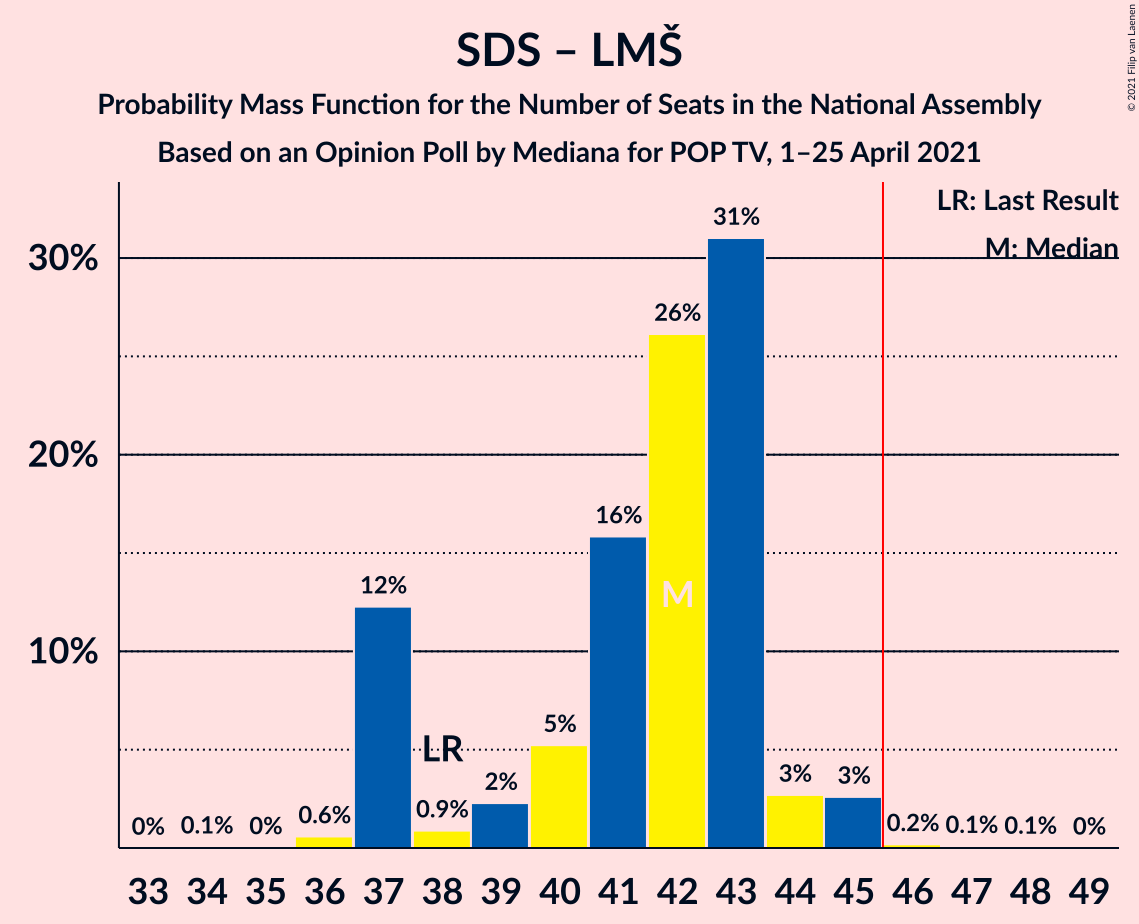 SDS – LMŠ
Probability Mass Function for the Number of Seats in the National Assembly
Based on an Opinion Poll by Mediana for POP TV, 1–25 April 2021
© 2021 Filip van Laenen
LR: Last Result
M: Median
30%
20%
10%
0%
0.1%
0%
0.6%
12%
LR
0.9%
2%
5%
16%
26%
M
31%
3%
3%
0.2%
0.1%
0.1%
0%
33 34 35 36 37 38 39 40 41 42 43 44 45 46 47 48 49